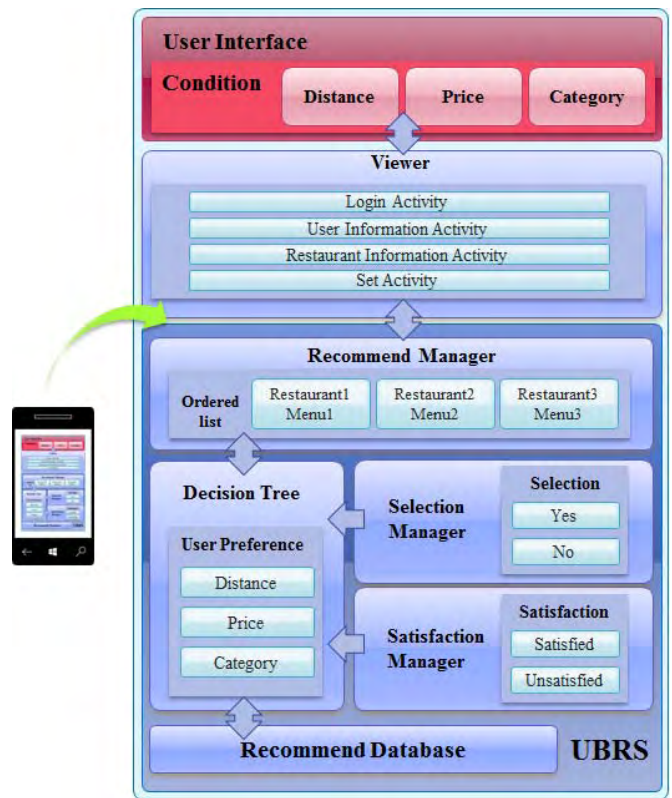 User Interface
Condition
Distance
Price
Category
Viewer
Login Activity
User Information Activity
Restaurant Information Activity
Set Activity
Recommend Manager
Ordered
list
Restaurant1
Menu1
Restaurant2
Menu2
Restaurant3
Menu3
Decision Tree
User Preference
Distance
Price
Category
Selection
Manager
Selection
Yes
No
Satisfaction
Manager
Satisfaction
Satisfied
Unsatisfied
Recommend Database
UBRS